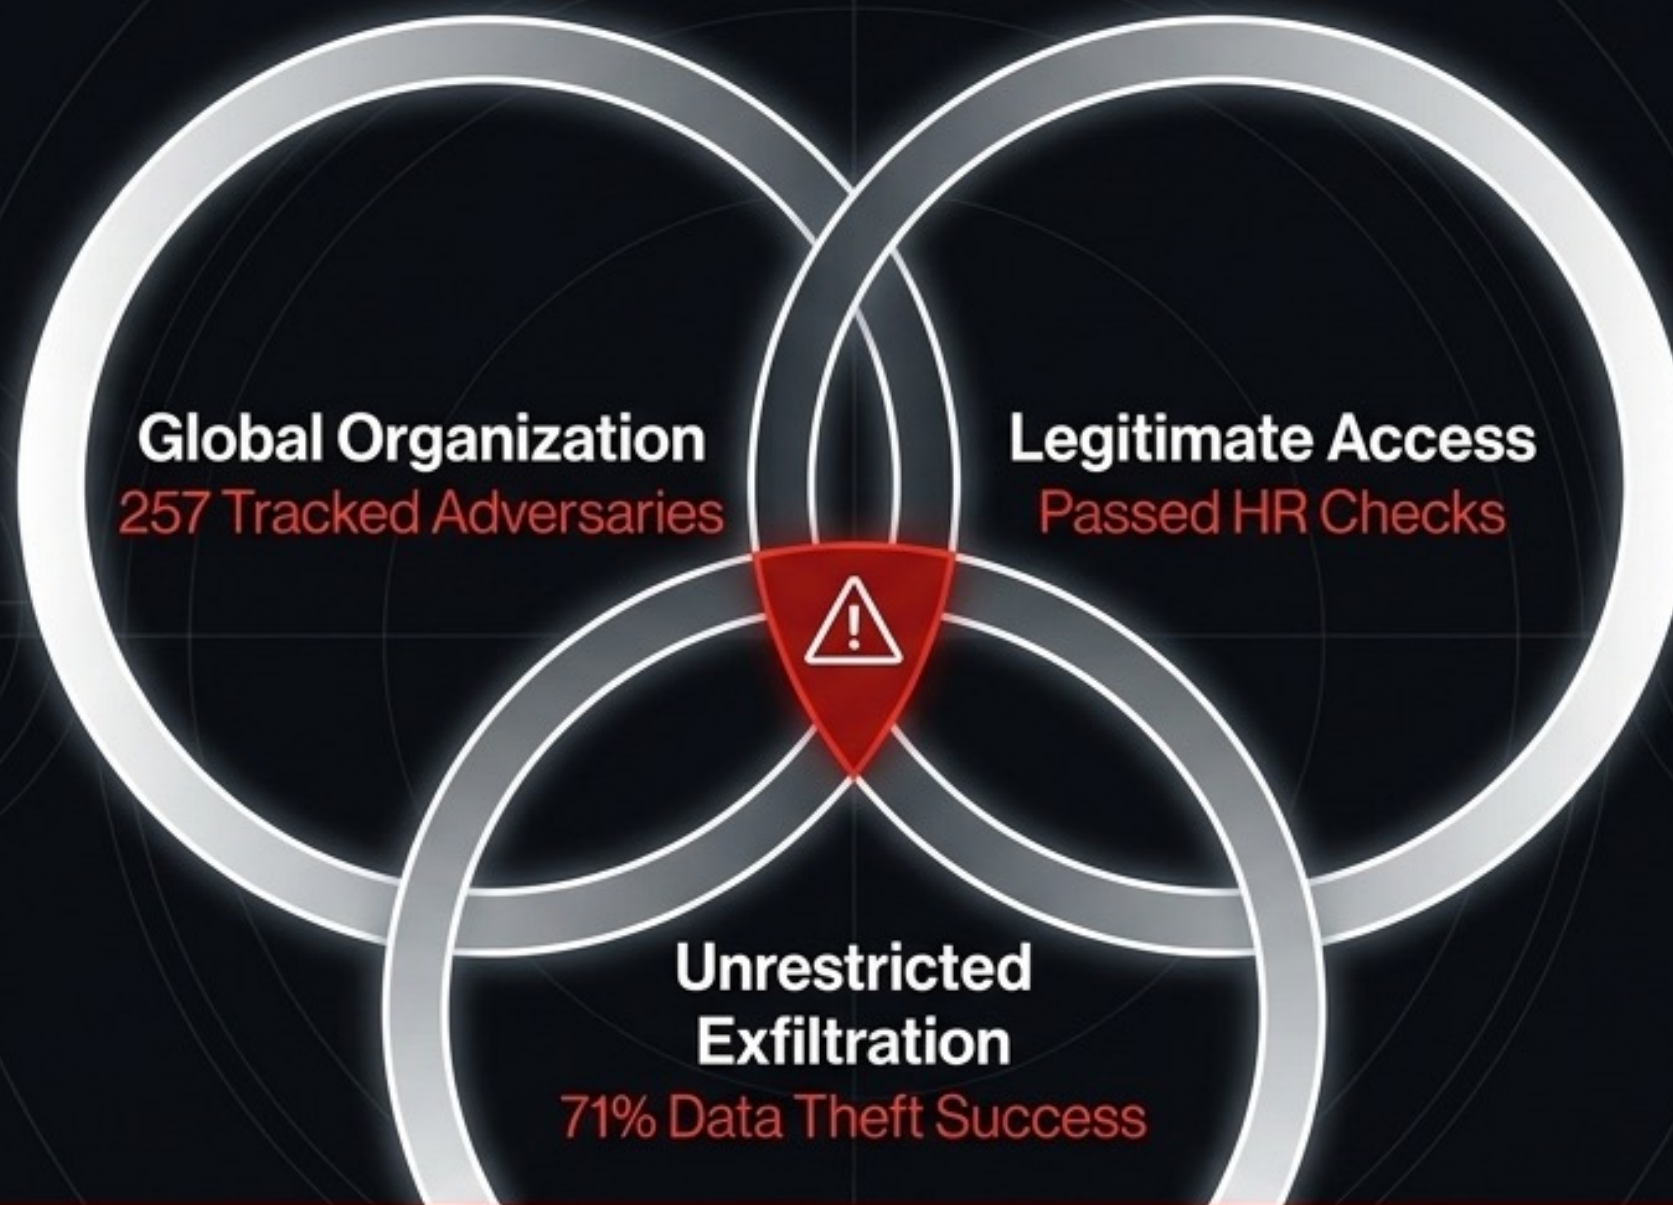 Global Organization
257 Tracked Adversaries
Legitimate Access
Passed HR Checks
!
Unrestricted
Exfiltration
71% Data Theft Success